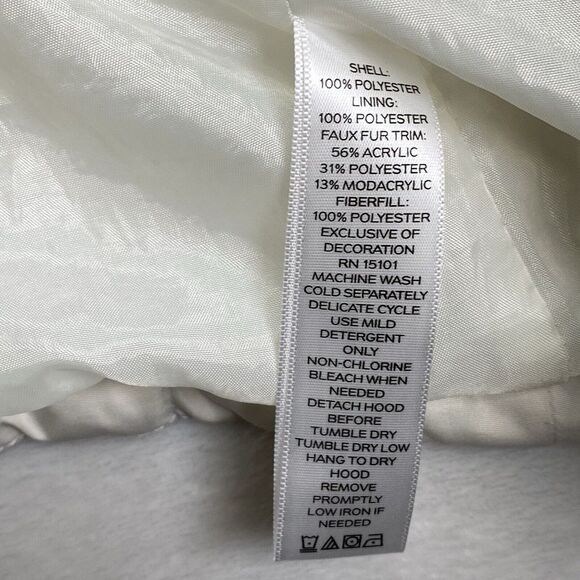 SHELL:
100% POLYESTER
LINING:
100% POLYESTER
FAUX FUR TRIM:
56% ACRYLIC
31% POLYESTER
13% MODACRYLIC
FIBERFILL:
100% POLYESTER
EXCLUSIVE OF
DECORATION
RN 15101
MACHINE WASH
COLD SEPARATELY
DELICATE CYCLE
USE MILD
DETERGENT
ONLY
NON-CHLORINE
BLEACH WHEN
NEEDED
DETACH HOOD
BEFORE
TUMBLE DRY
TUMBLE DRY LOW
HANG TO DRY
HOOD
REMOVE
PROMPTLY
LOW IRON IF
NEEDED